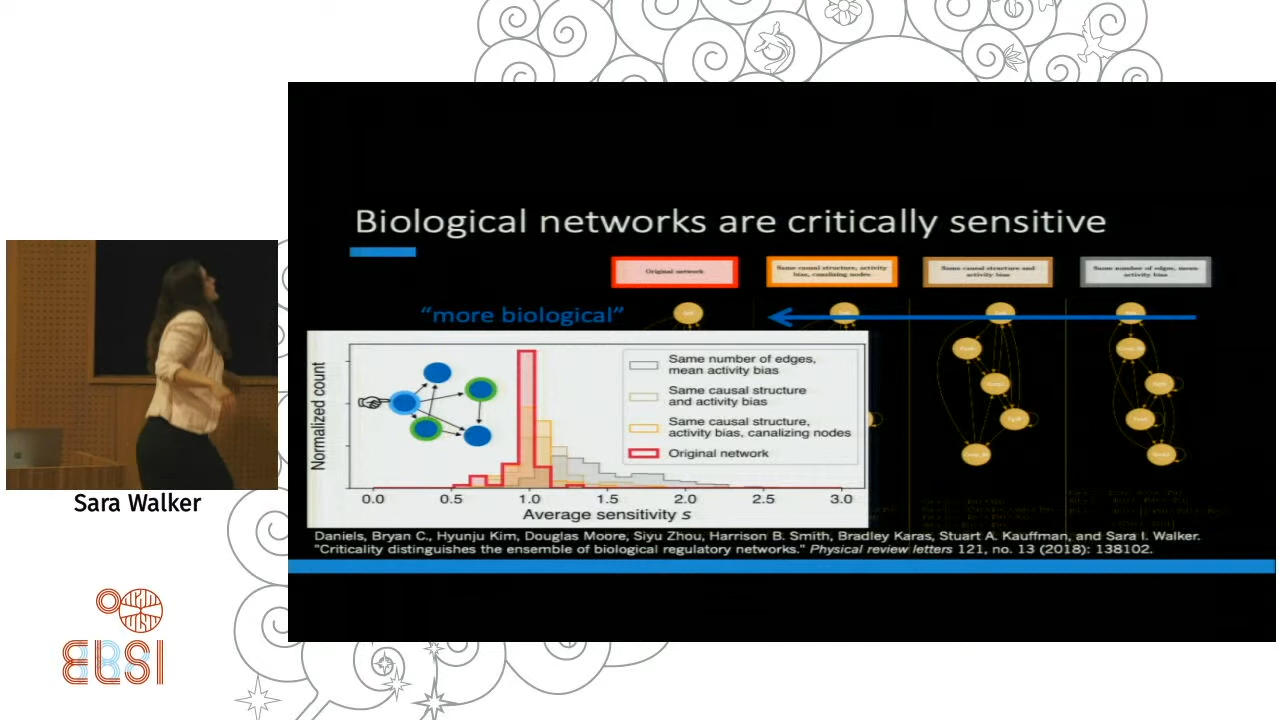 Biological networks are critically sensitive
Original network
Same causal structure, activity
bias, canalizing nodes
Same causal structure and
activity bias
Same number of edges, mean
activity bias
“more biological”
Normalized count
Same number of edges,
mean activity bias
Same causal structure
and activity bias
Same causal structure,
activity bias, canalizing nodes
Original network
0.0 0.5 1.0 1.5 2.0 2.5 3.0
Average sensitivity s
Daniels, Bryan C., Hyunju Kim, Douglas Moore, Siyu Zhou, Harrison B. Smith, Bradley Karas, Stuart A. Kauffman, and Sara I. Walker.
"Criticality distinguishes the ensemble of biological regulatory networks." Physical review letters 121, no. 13 (2018): 138102.
Sara Walker
ELSI